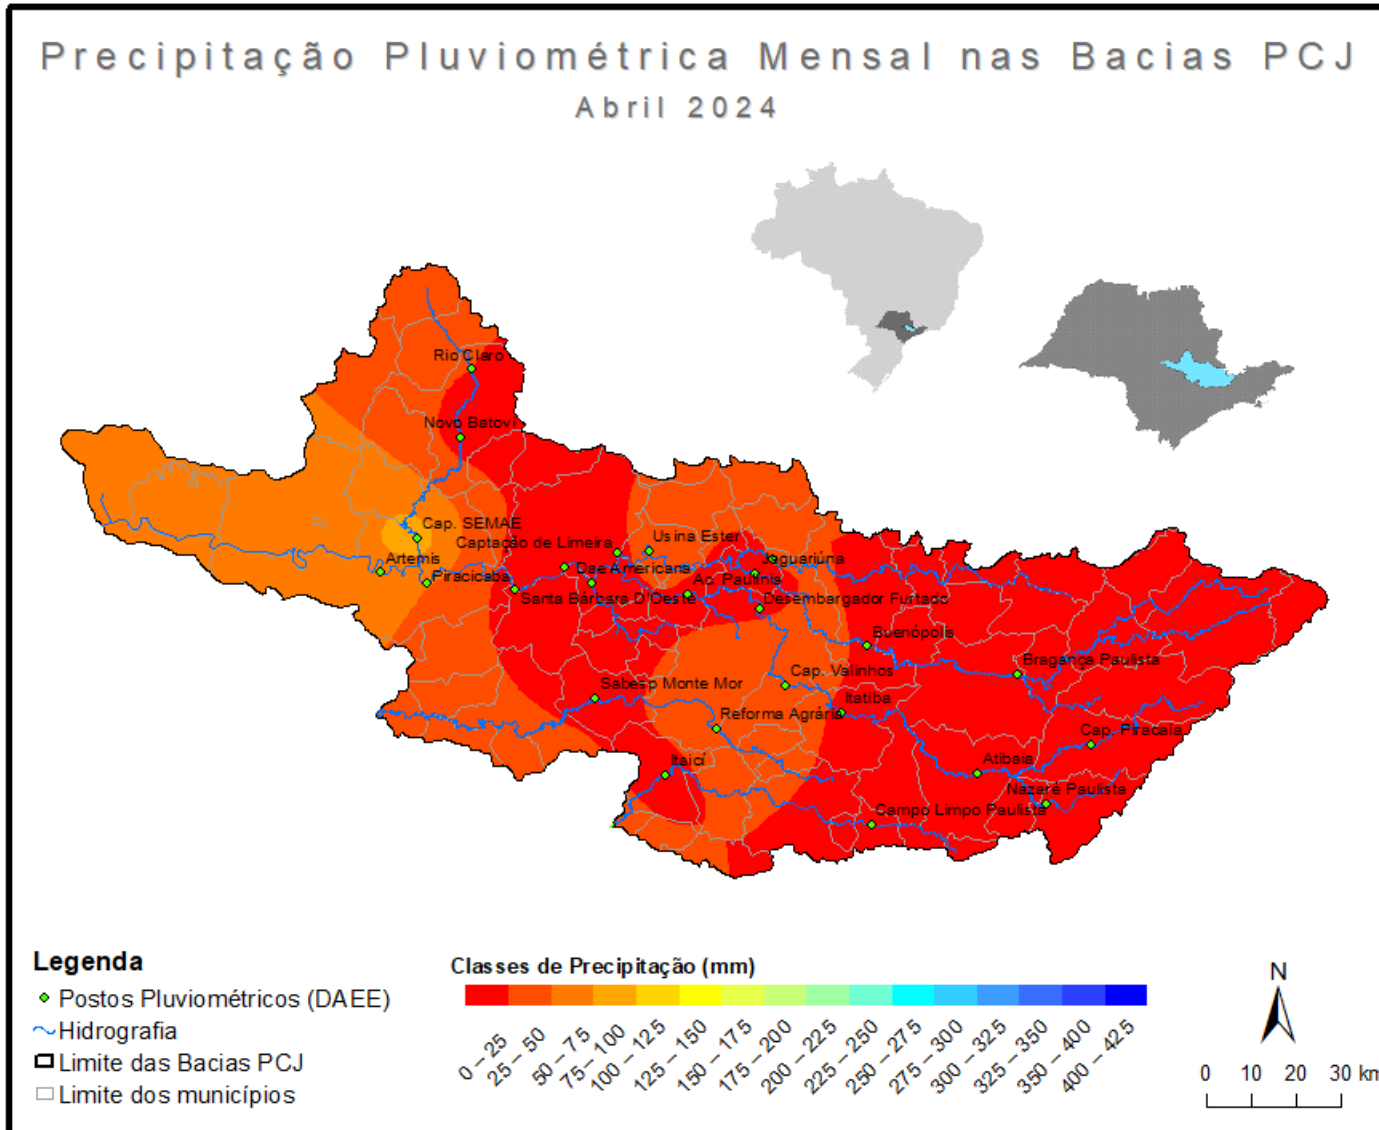 Precipitação Pluviométrica Mensal nas Bacias PCJ
Abril 2024
Rio Claro
Novo Batovi
Cap. SEMAE
Captação de Limeira
Usina Ester
Artemis
Dae Americana
Jaguariúna
Piracicaba
Ao. Paulínia
Santa Bárbara D'Oeste
Desembargador Furtado
Buenópolis
Bragança Paulista
Cap. Valinhos
Sabesp Monte Mor
Itatiba
Reforma Agrária
Cap. Piracaia
Itaici
Atibaia
Nazaré Paulista
Campo Limpo Paulista
Legenda
Postos Pluviométricos (DAEE)
Hidrografia
Limite das Bacias PCJ
Limite dos municípios
Classes de Precipitação (mm)
0 – 25
25 – 50
50 – 75
75 – 100
100 – 125
125 – 150
150 – 175
175 – 200
200 – 225
225 – 250
250 – 275
275 – 300
300 – 325
325 – 350
350 – 400
400 – 425
N
0 10 20 30 km